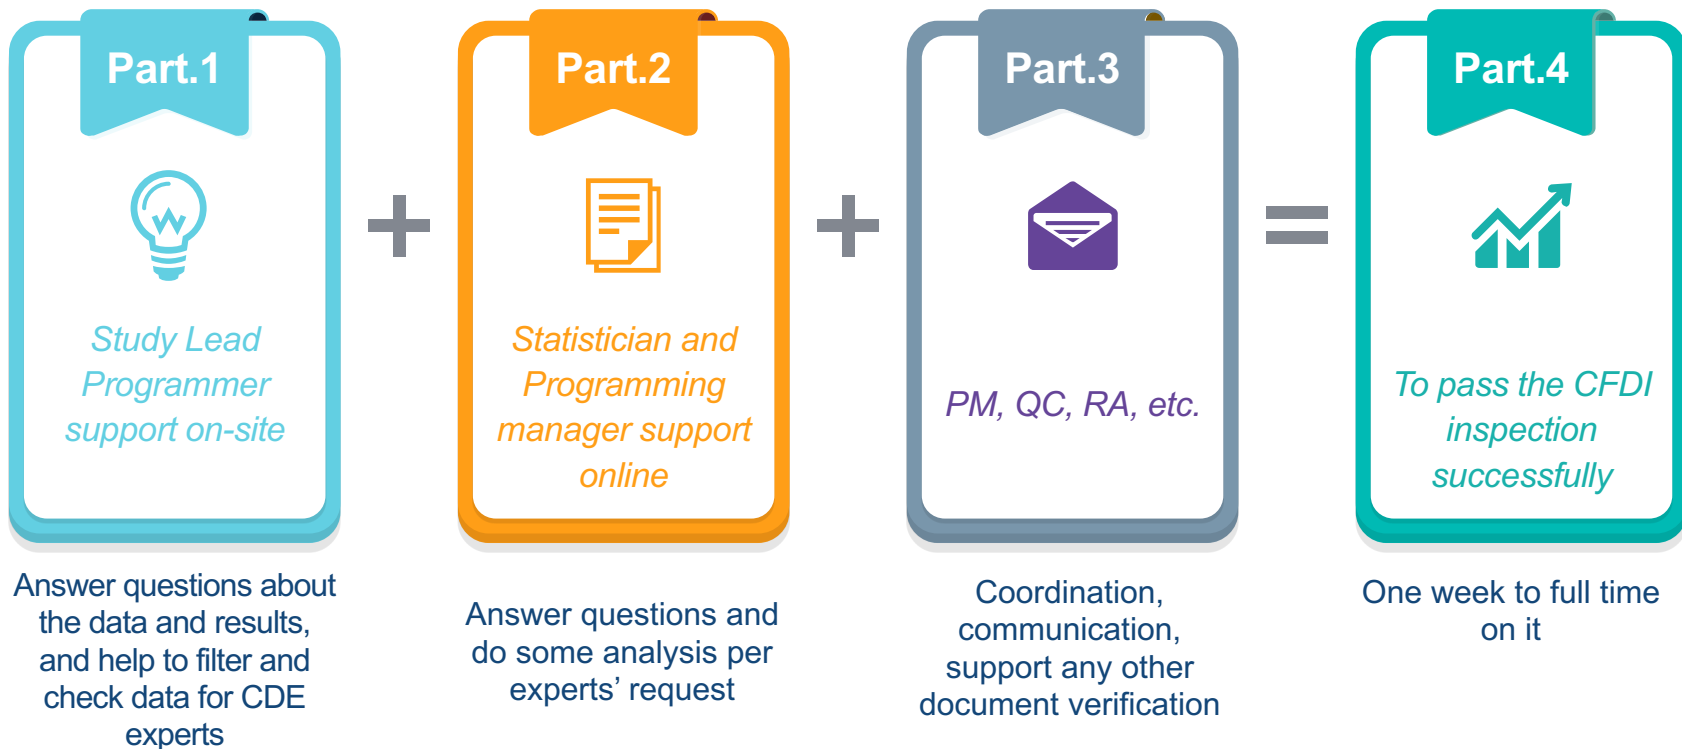 Part.1
Study Lead
Programmer
support on-site
Answer questions about
the data and results,
and help to filter and
check data for CDE
experts
Part.2
Statistician and
Programming
manager support
online
Answer questions and
do some analysis per
experts’ request
Part.3
PM, QC, RA, etc.
Coordination,
communication,
support any other
document verification
Part.4
To pass the CFDI
inspection
successfully
One week to full time
on it